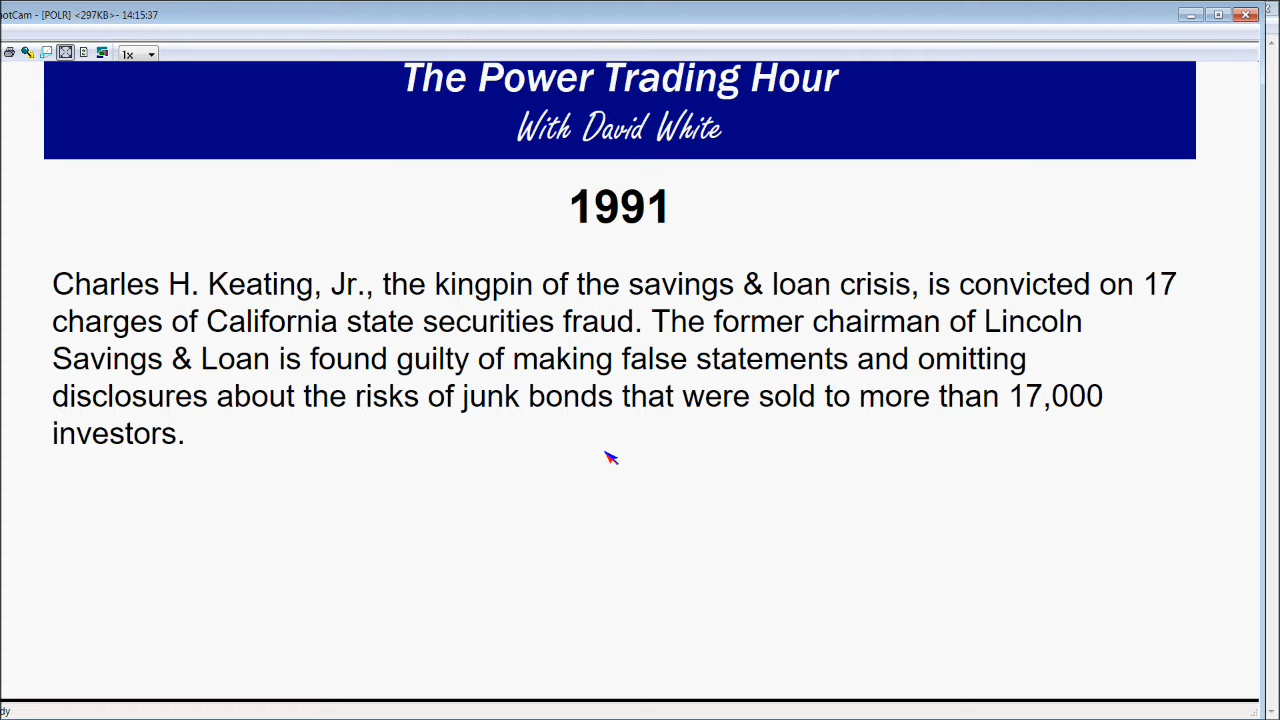 notCam - [POLR] <297KB>- 14:15:37
1x
The Power Trading Hour
With David White
1991
Charles H. Keating, Jr., the kingpin of the savings & loan crisis, is convicted on 17
charges of California state securities fraud. The former chairman of Lincoln
Savings & Loan is found guilty of making false statements and omitting
disclosures about the risks of junk bonds that were sold to more than 17,000
investors.
dy